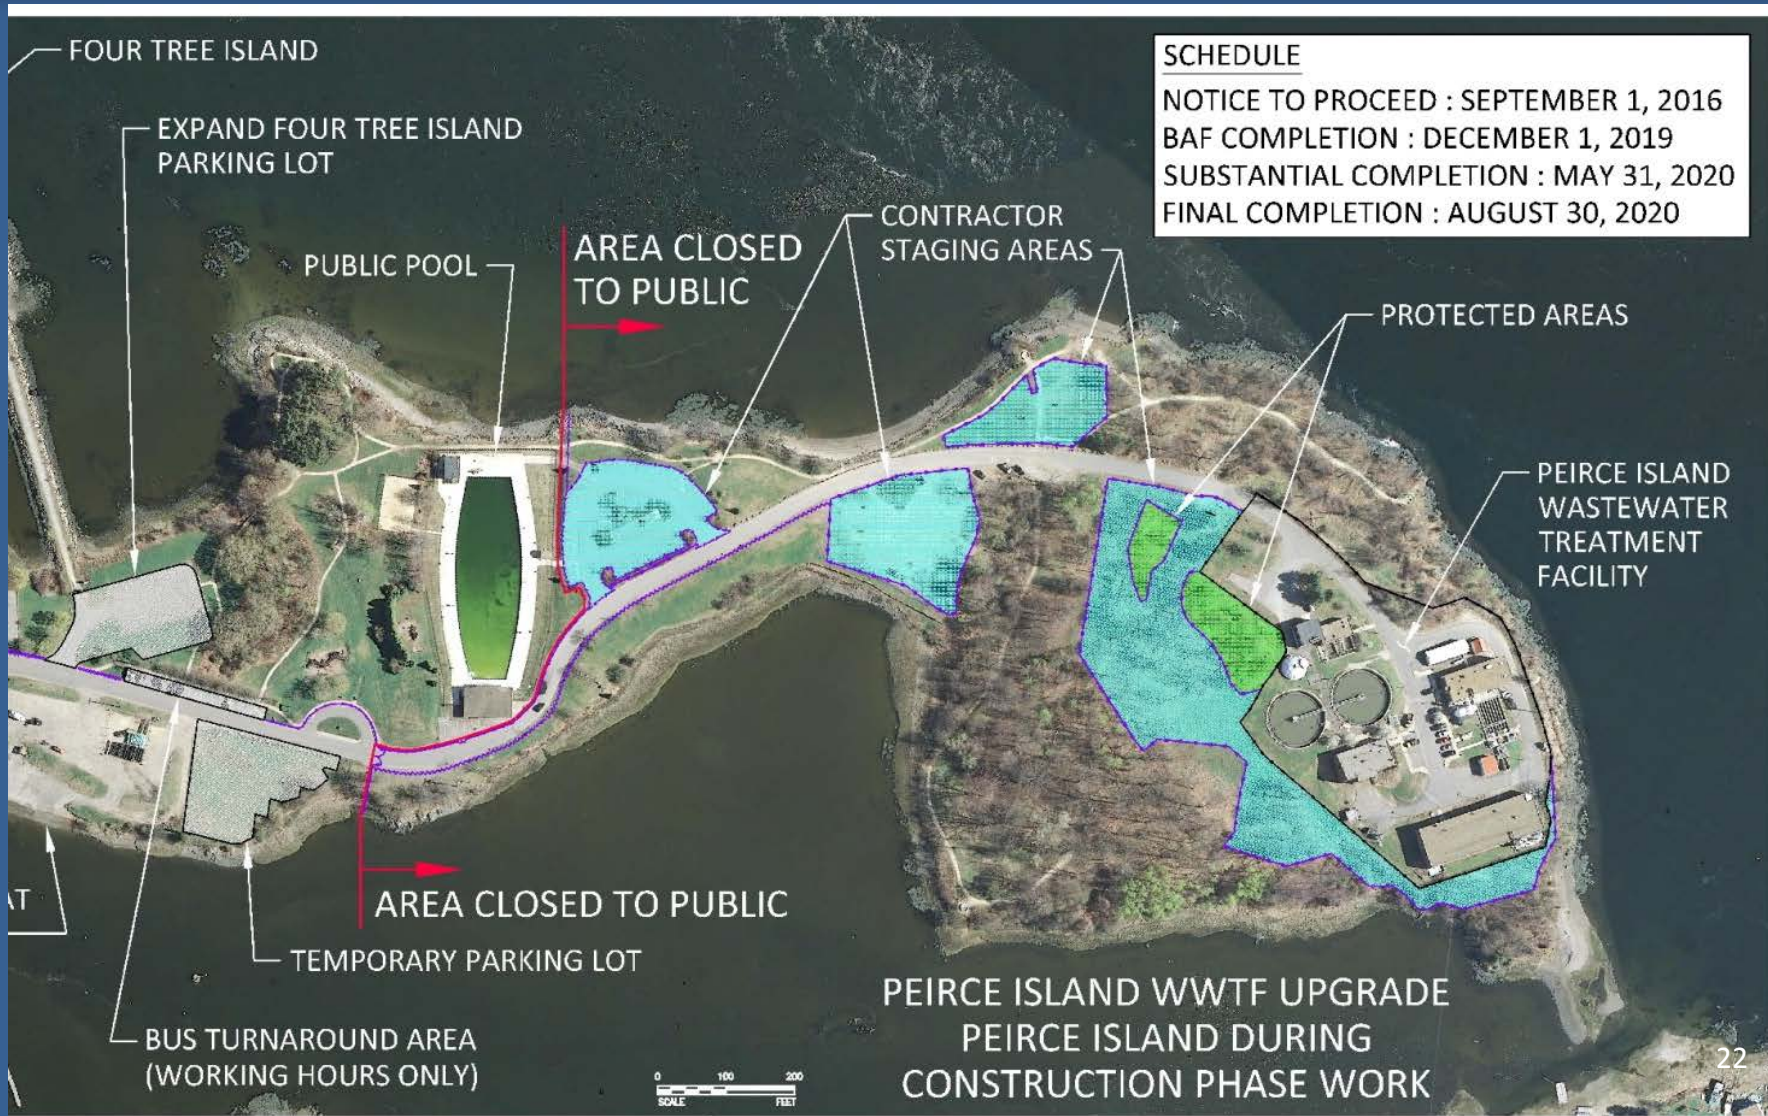 FOUR TREE ISLAND
EXPAND FOUR TREE ISLAND
PARKING LOT
PUBLIC POOL
AREA CLOSED
TO PUBLIC
CONTRACTOR
STAGING AREAS
SCHEDULE
NOTICE TO PROCEED : SEPTEMBER 1, 2016
BAF COMPLETION : DECEMBER 1, 2019
SUBSTANTIAL COMPLETION : MAY 31, 2020
FINAL COMPLETION : AUGUST 30, 2020
PROTECTED AREAS
PEIRCE ISLAND
WASTEWATER
TREATMENT
FACILITY
AT
AREA CLOSED TO PUBLIC
TEMPORARY PARKING LOT
BUS TURNAROUND AREA
(WORKING HOURS ONLY)
0 100 200
SCALE FEET
PEIRCE ISLAND WWTF UPGRADE
PEIRCE ISLAND DURING
CONSTRUCTION PHASE WORK
22